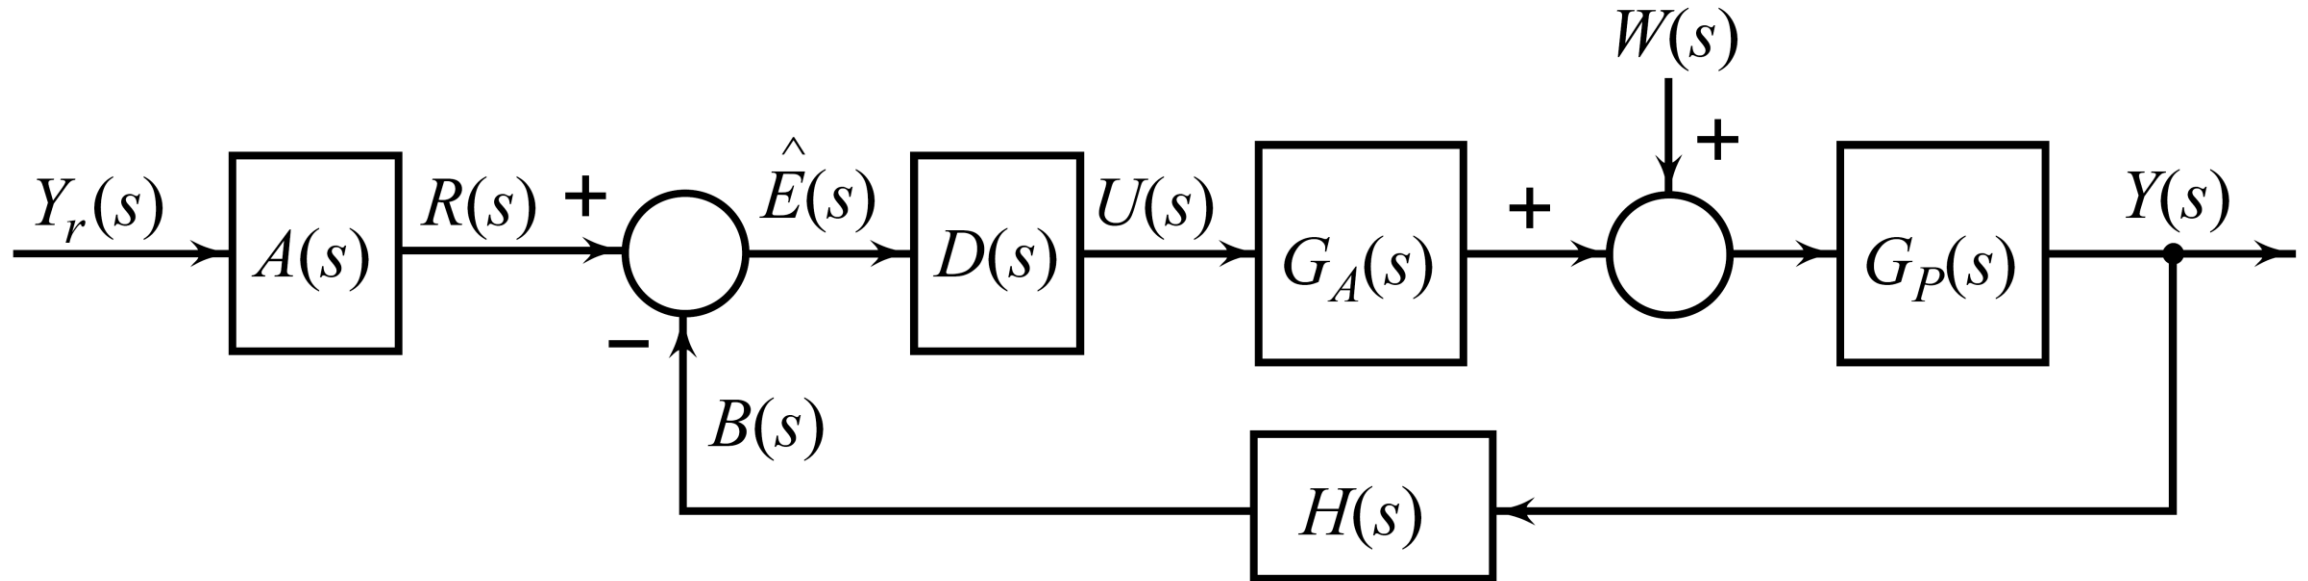 W(s)
+
Y_r(s)
A(s)
R(s)
+
−
Ê(s)
D(s)
U(s)
G_A(s)
+
G_P(s)
Y(s)
B(s)
H(s)